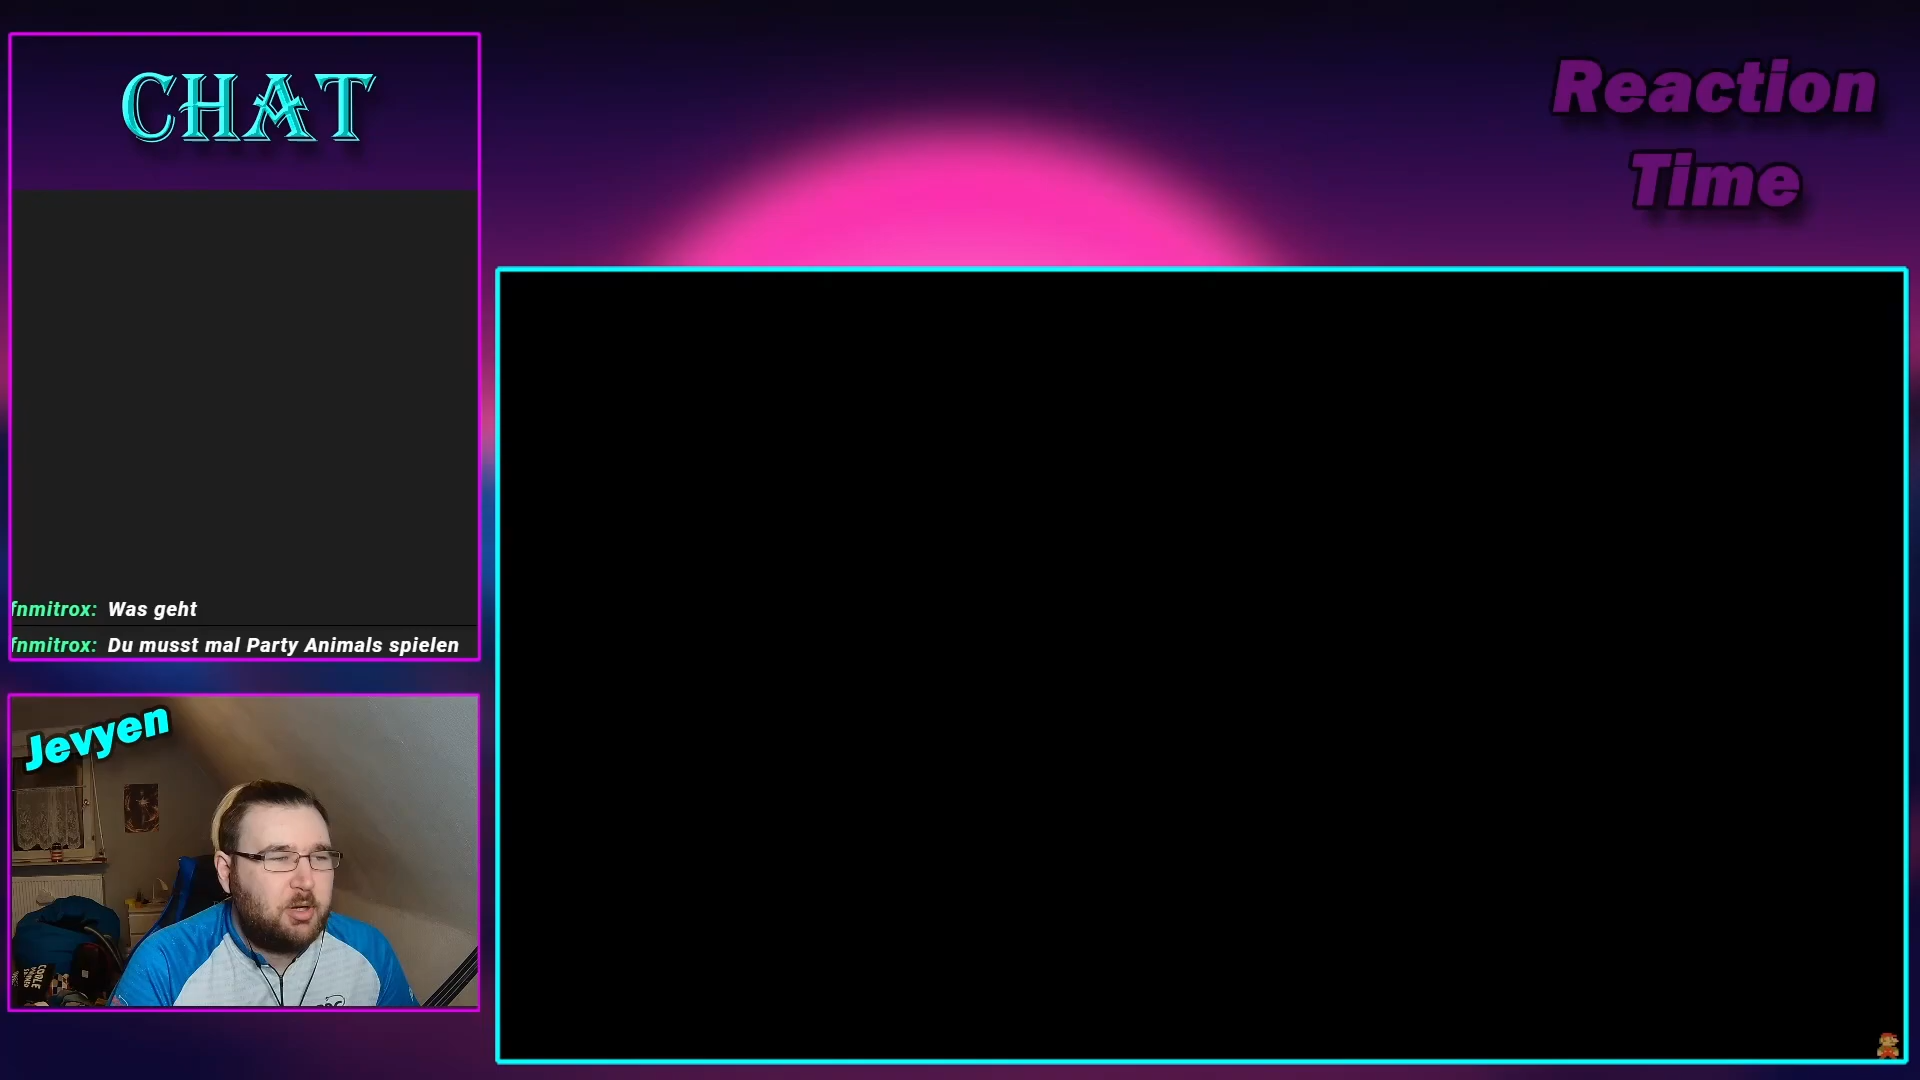 CHAT
Reaction
Time
fnmitrox: Was geht
fnmitrox: Du musst mal Party Animals spielen
Jevyen